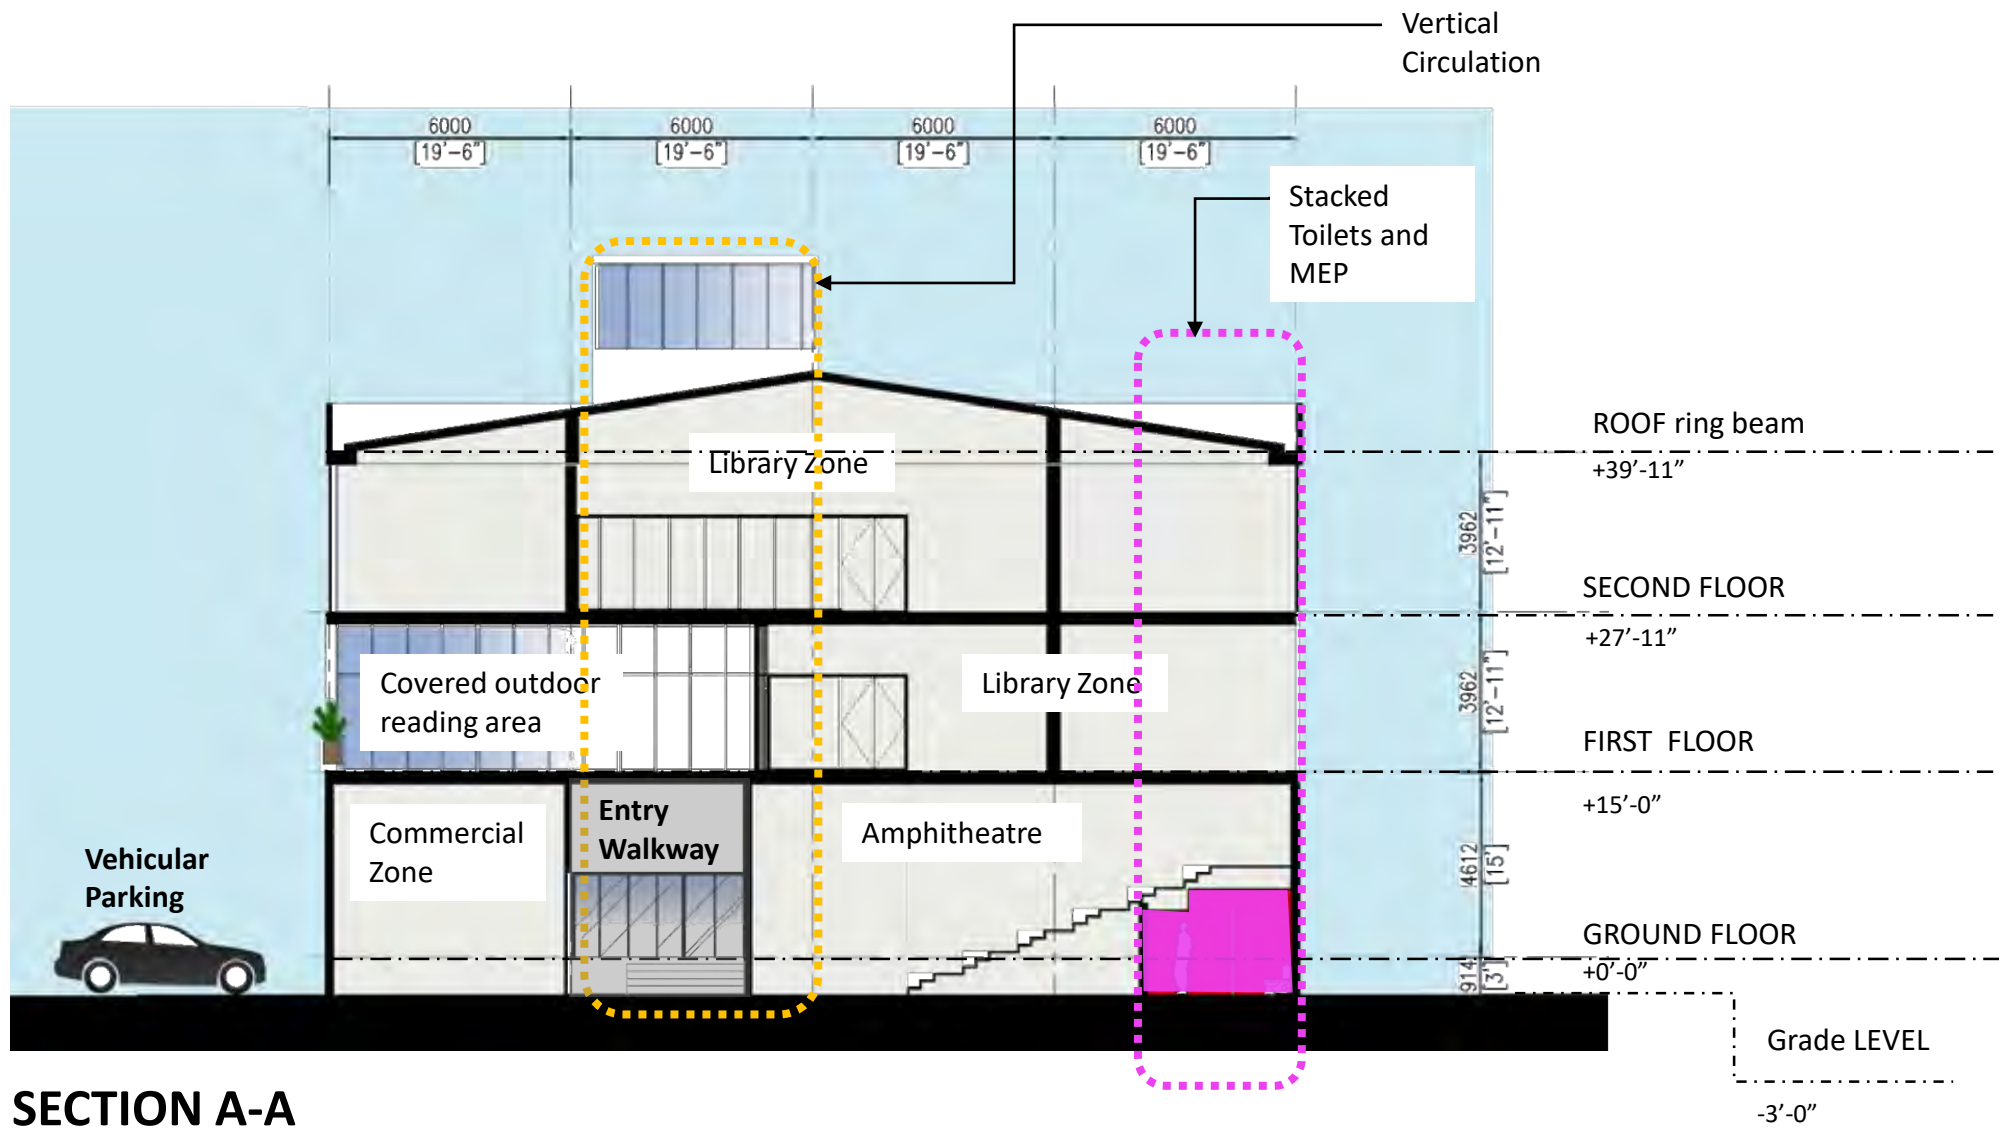 Vertical
Circulation
6000
[19'-6"]
6000
[19'-6"]
6000
[19'-6"]
6000
[19'-6"]
Stacked
Toilets and
MEP
ROOF ring beam
+39'-11”
Library Zone
3962
[12'-11"]
SECOND FLOOR
+27'-11”
Covered outdoor
reading area
Library Zone
3962
[12'-11"]
FIRST  FLOOR
+15’-0”
Commercial
Zone
Entry
Walkway
Amphitheatre
4612
[15']
Vehicular
Parking
GROUND FLOOR
+0’-0”
914
[3']
Grade LEVEL
-3’-0”
SECTION A-A